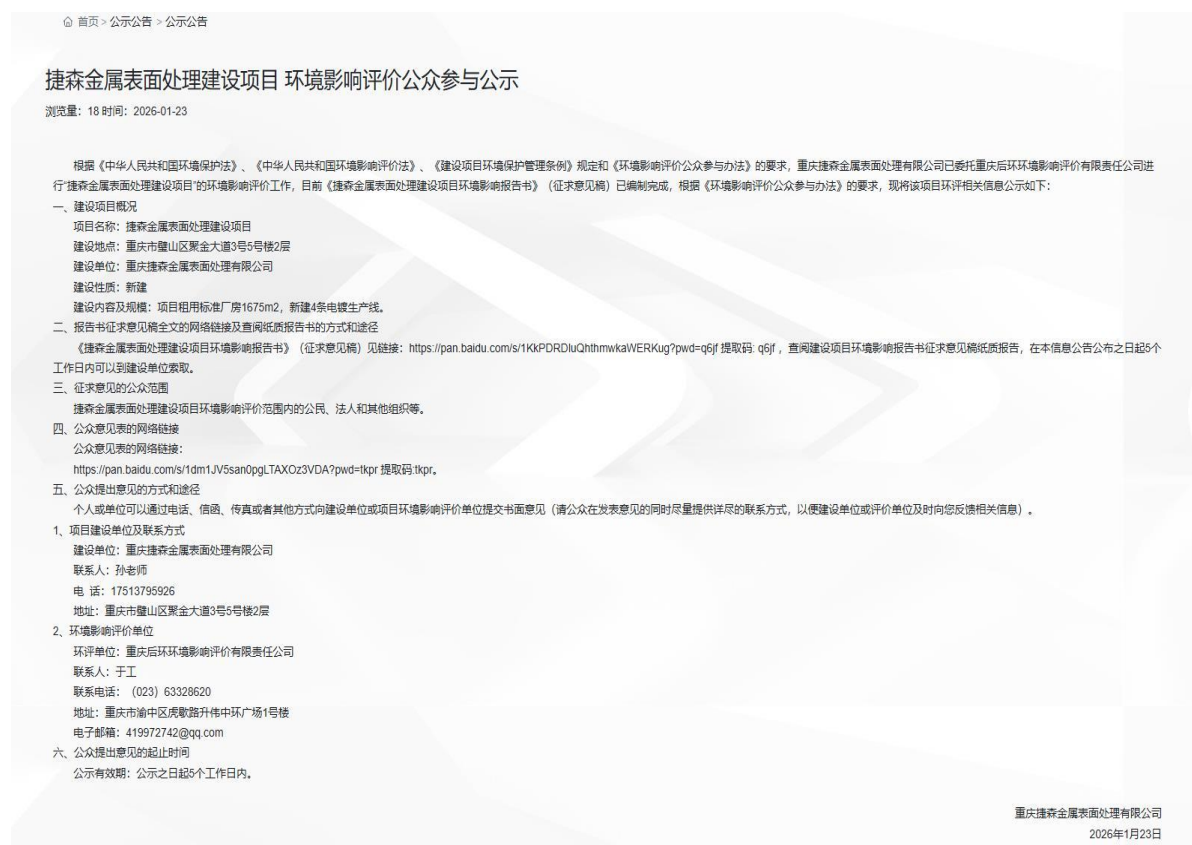 首页 > 公示公告 > 公示公告
捷森金属表面处理建设项目 环境影响评价公众参与公示
浏览量：18 时间：2026-01-23
根据《中华人民共和国环境保护法》、《中华人民共和国环境影响评价法》、《建设项目环境保护管理条例》规定和《环境影响评价公众参与办法》的要求，重庆捷森金属表面处理有限公司已委托重庆后环环境影响评价有限责任公司进
行"捷森金属表面处理建设项目"的环境影响评价工作，目前《捷森金属表面处理建设项目环境影响报告书》（征求意见稿）已编制完成，根据《环境影响评价公众参与办法》的要求，现将该项目环评相关信息公示如下：
一、建设项目概况
项目名称：捷森金属表面处理建设项目
建设地点：重庆市璧山区聚金大道3号5号楼2层
建设单位：重庆捷森金属表面处理有限公司
建设性质：新建
建设内容及规模：项目租用标准厂房1675m2，新建4条电镀生产线。
二、报告书征求意见稿全文的网络链接及查阅纸质报告书的方式和途径
《捷森金属表面处理建设项目环境影响报告书》（征求意见稿）见链接：https://pan.baidu.com/s/1KkPDRDluQhthmwkaWERKug?pwd=q6jf 提取码: q6jf ，查阅建设项目环境影响报告书征求意见稿纸质报告，在本信息公告公布之日起5个
工作日内可以到建设单位索取。
三、征求意见的公众范围
捷森金属表面处理建设项目环境影响评价范围内的公民、法人和其他组织等。
四、公众意见表的网络链接
公众意见表的网络链接：
https://pan.baidu.com/s/1dm1JV5san0pgLTAXOz3VDA?pwd=tkpr 提取码:tkpr。
五、公众提出意见的方式和途径
个人或单位可以通过电话、信函、传真或者其他方式向建设单位或项目环境影响评价单位提交书面意见（请公众在发表意见的同时尽量提供详尽的联系方式，以便建设单位或评价单位及时向您反馈相关信息）。
1、项目建设单位及联系方式
建设单位：重庆捷森金属表面处理有限公司
联系人：孙老师
电 话：17513795926
地址：重庆市璧山区聚金大道3号5号楼2层
2、环境影响评价单位
环评单位：重庆后环环境影响评价有限责任公司
联系人：于工
联系电话：（023）63328620
地址：重庆市渝中区虎歇路升伟中环广场1号楼
电子邮箱：419972742@qq.com
六、公众提出意见的起止时间
公示有效期：公示之日起5个工作日内。
重庆捷森金属表面处理有限公司
2026年1月23日